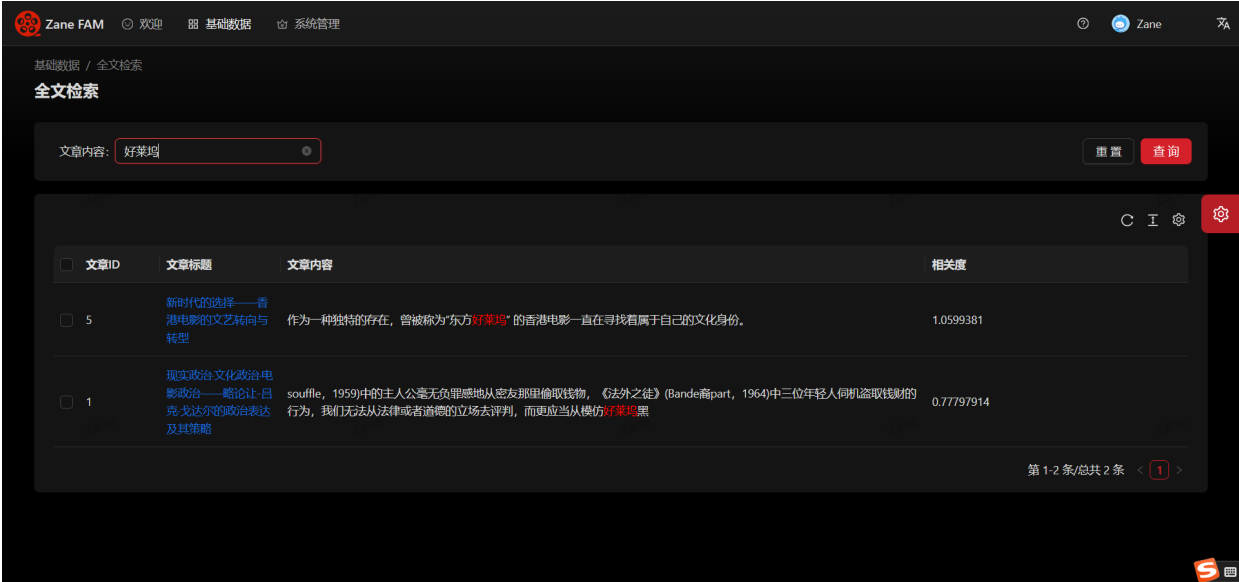 Zane FAM 欢迎 基础数据 系统管理 Zane
基础数据 / 全文检索
全文检索
文章内容: 好莱坞 重置 查询
文章ID 文章标题 文章内容 相关度
新时代的选择——香
5 港电影的文艺转向与 作为一种独特的存在，曾被称为“东方好莱坞” 的香港电影一直在寻找着属于自己的文化身份。 1.0599381
转型
现实政治·文化政治·电
影政治——略论让-吕 souffle，1959)中的主人公毫无负罪感地从密友那里偷取钱物，《法外之徒》(Bande裔part，1964)中三位年轻人伺机盗取钱财的
1 克·戈达尔的政治表达 行为，我们无法从法律或者道德的立场去评判，而更应当从模仿好莱坞黑 0.77797914
及其策略
第 1-2 条/总共 2 条 < 1 >